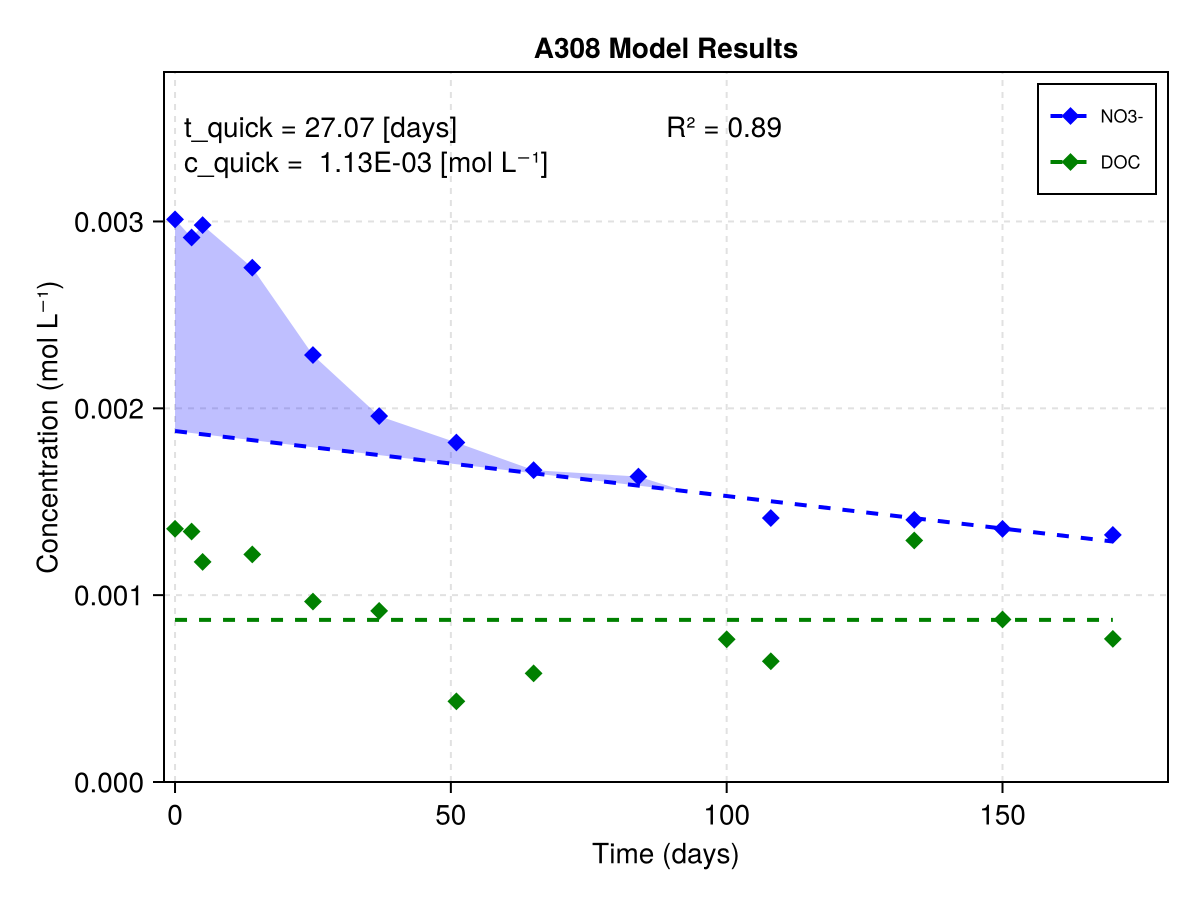 A308 Model Results
t_quick = 27.07 [days]
R² = 0.89
c_quick =  1.13E-03 [mol L⁻¹]
NO3-
DOC
Concentration (mol L⁻¹)
0.003
0.002
0.001
0.000
0
50
100
150
Time (days)